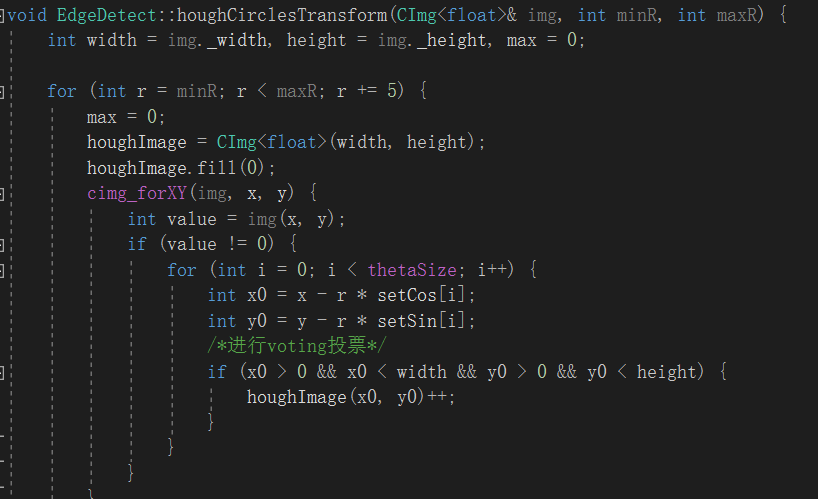 void EdgeDetect::houghCirclesTransform(CImg<float>& img, int minR, int maxR) {
    int width = img._width, height = img._height, max = 0;

    for (int r = minR; r < maxR; r += 5) {
        max = 0;
        houghImage = CImg<float>(width, height);
        houghImage.fill(0);
        cimg_forXY(img, x, y) {
            int value = img(x, y);
            if (value != 0) {
                for (int i = 0; i < thetaSize; i++) {
                    int x0 = x - r * setCos[i];
                    int y0 = y - r * setSin[i];
                    /*进行voting投票*/
                    if (x0 > 0 && x0 < width && y0 > 0 && y0 < height) {
                        houghImage(x0, y0)++;
                    }
                }
            }
        }